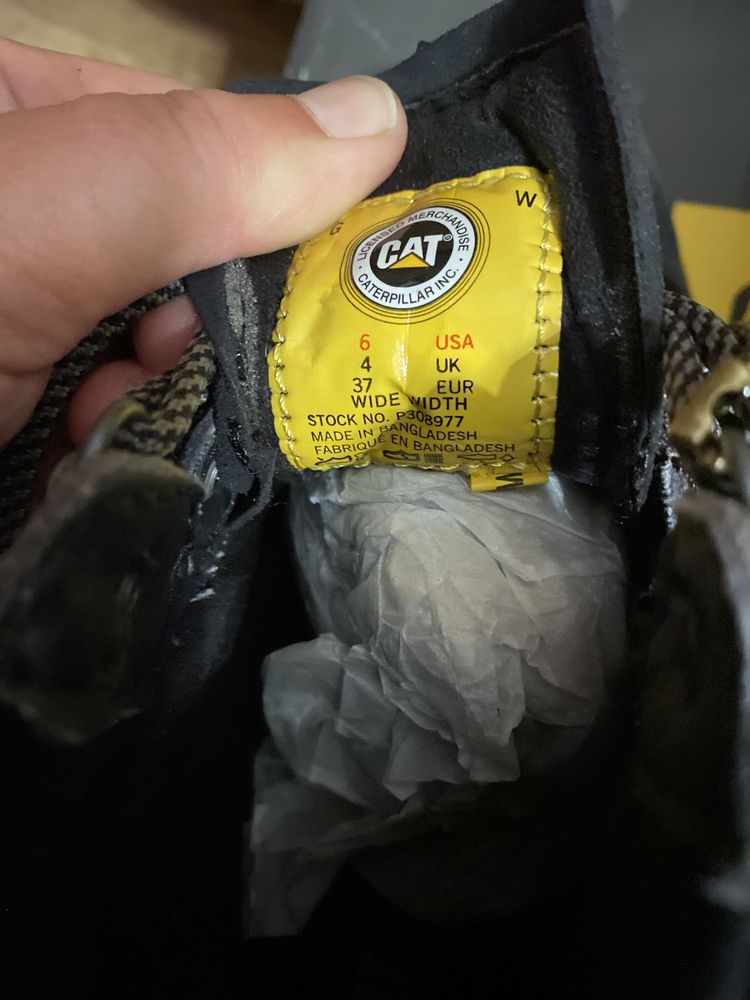 G W
LICENSED MERCHANDISE
CAT®
CATERPILLAR INC.
6 USA
4 UK
37 EUR
WIDE WIDTH
STOCK NO. P308977
MADE IN BANGLADESH
FABRIQUÉ EN BANGLADESH
W